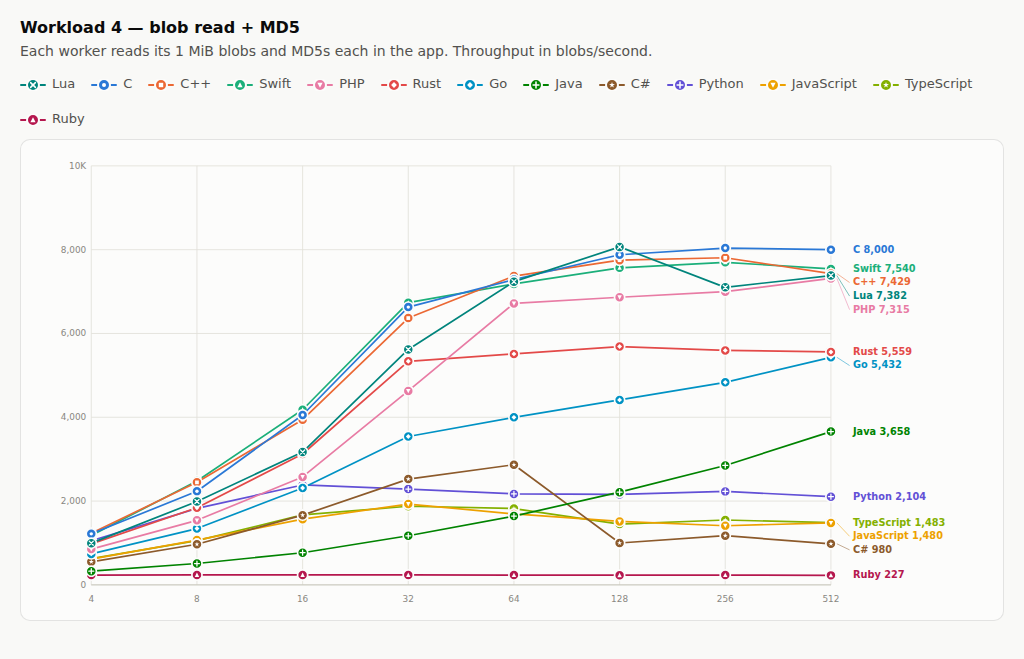 Workload 4 — blob read + MD5
Each worker reads its 1 MiB blobs and MD5s each in the app. Throughput in blobs/second.
Lua C C++ Swift PHP Rust Go Java C# Python JavaScript TypeScript
Ruby
10K
8,000
6,000
4,000
2,000
0
4 8 16 32 64 128 256 512
C 8,000
Swift 7,540
C++ 7,429
Lua 7,382
PHP 7,315
Rust 5,559
Go 5,432
Java 3,658
Python 2,104
TypeScript 1,483
JavaScript 1,480
C# 980
Ruby 227